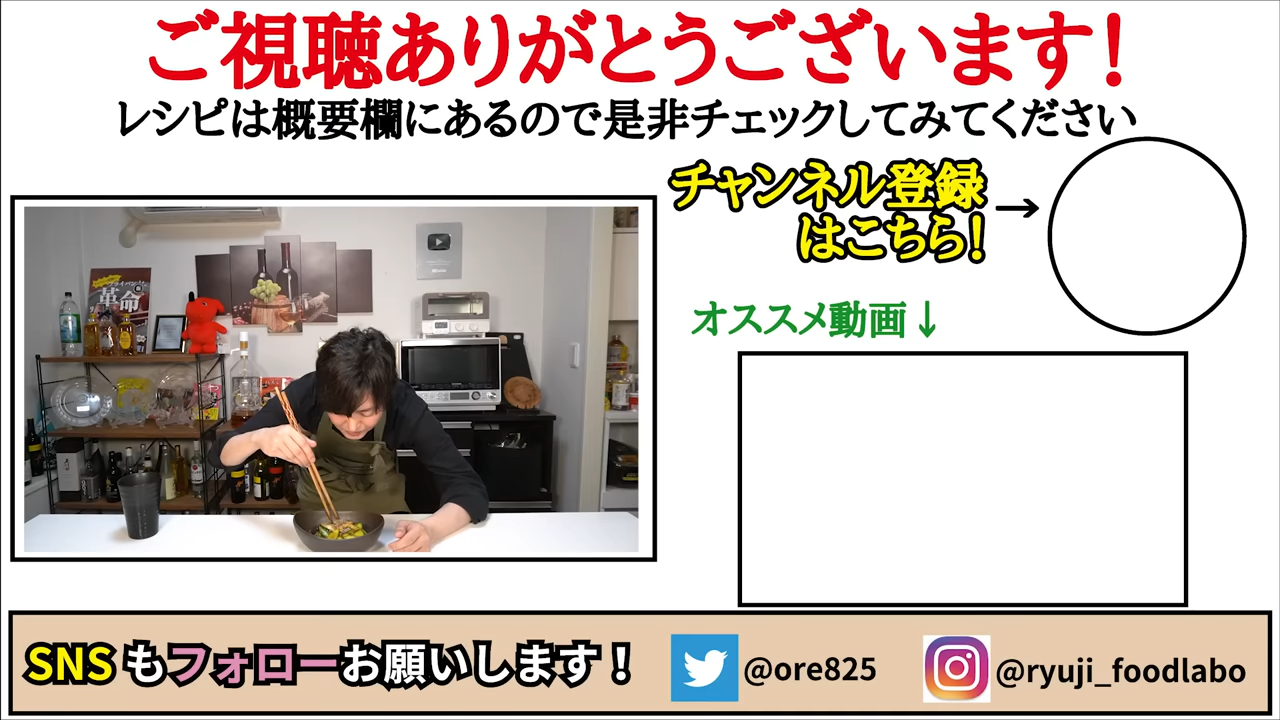 ご視聴ありがとうございます!
レシピは概要欄にあるので是非チェックしてみてください
チャンネル登録
はこちら!
→
オススメ動画↓
革命
SNSもフォローお願いします！
@ore825
@ryuji_foodlabo